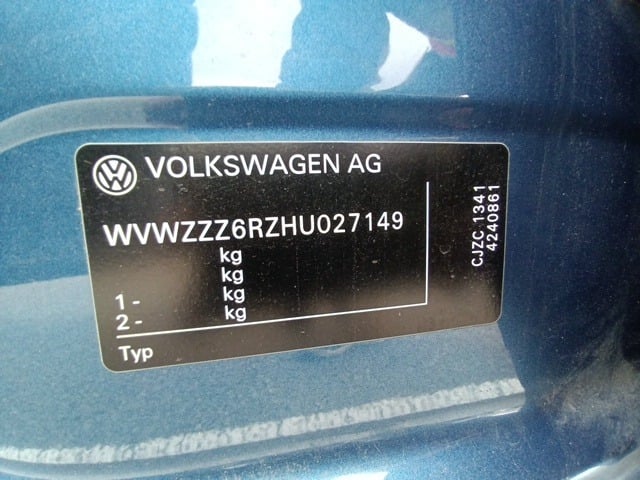 VOLKSWAGEN AG
WVWZZZ6RZHU027149
kg
kg
1 - kg
2 - kg
Typ
CJZC 1341
4240861